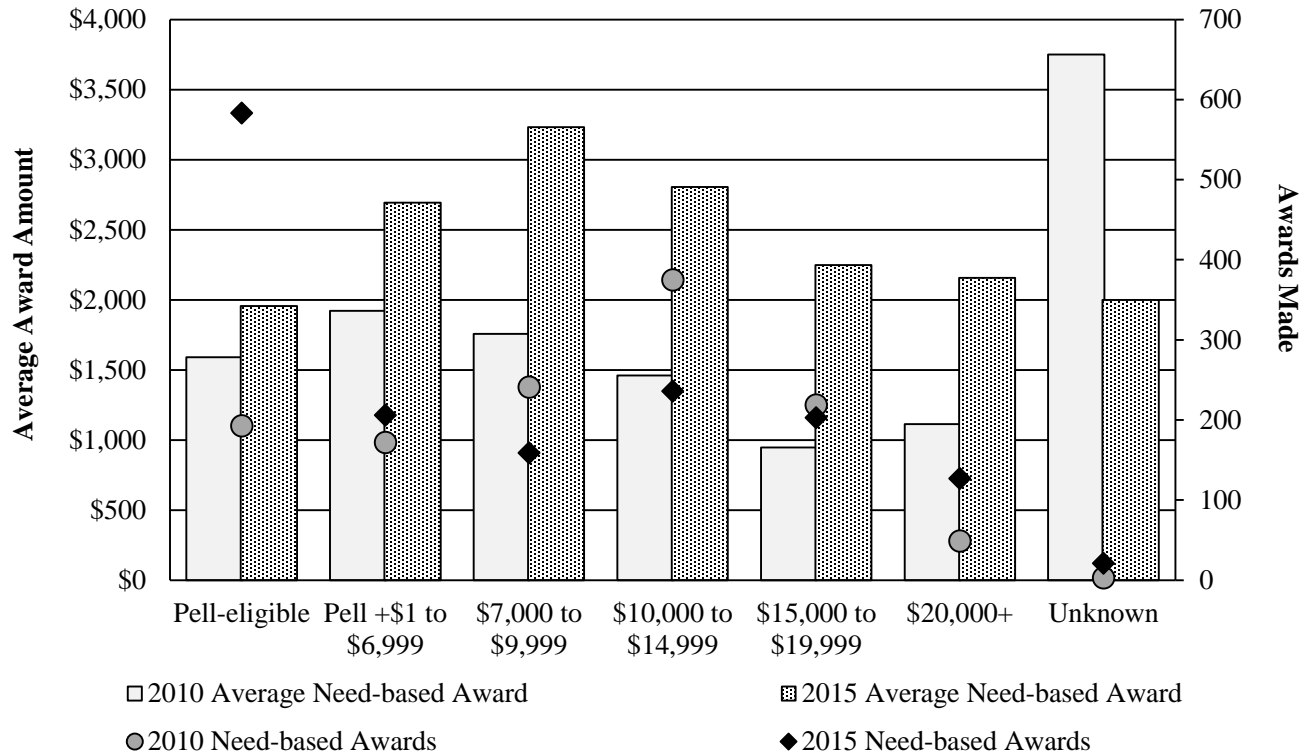 $4,000
$3,500
$3,000
$2,500
$2,000
$1,500
$1,000
$500
$0
Average Award Amount
700
600
500
400
300
200
100
0
Awards Made
Pell-eligible
Pell +$1 to
$6,999
$7,000 to
$9,999
$10,000 to
$14,999
$15,000 to
$19,999
$20,000+
Unknown
2010 Average Need-based Award
2015 Average Need-based Award
2010 Need-based Awards
2015 Need-based Awards